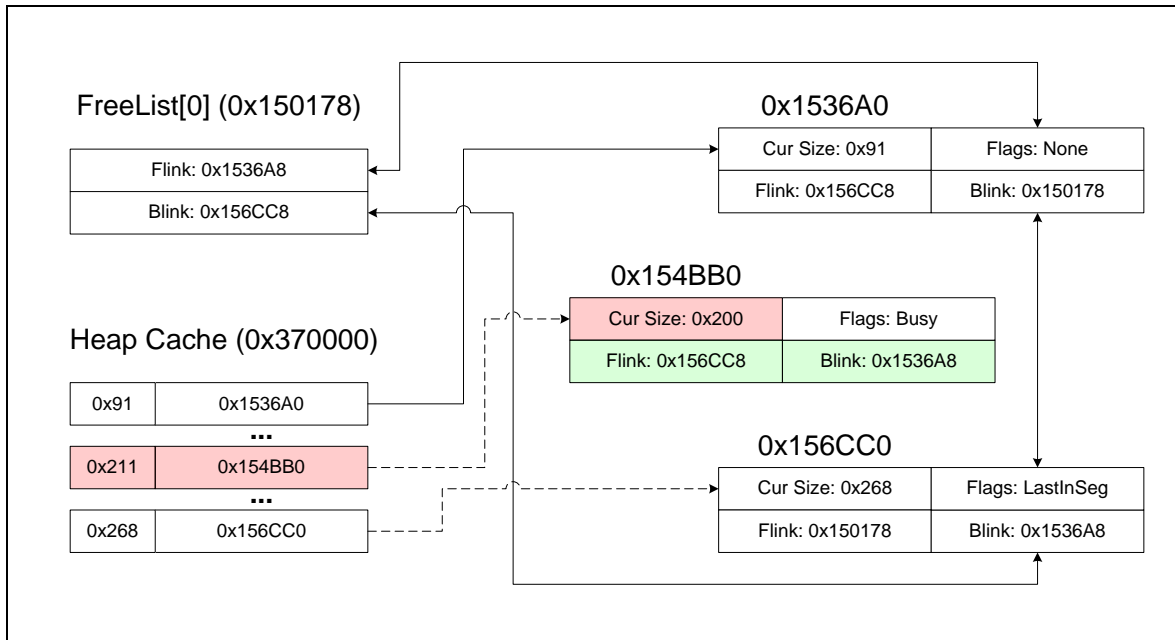 FreeList[0] (0x150178)
Flink: 0x1536A8
Blink: 0x156CC8
0x1536A0
Cur Size: 0x91
Flags: None
Flink: 0x156CC8
Blink: 0x150178
0x154BB0
Cur Size: 0x200
Flags: Busy
Flink: 0x156CC8
Blink: 0x1536A8
Heap Cache (0x370000)
0x91
0x1536A0
...
0x211
0x154BB0
...
0x268
0x156CC0
0x156CC0
Cur Size: 0x268
Flags: LastInSeg
Flink: 0x150178
Blink: 0x1536A8